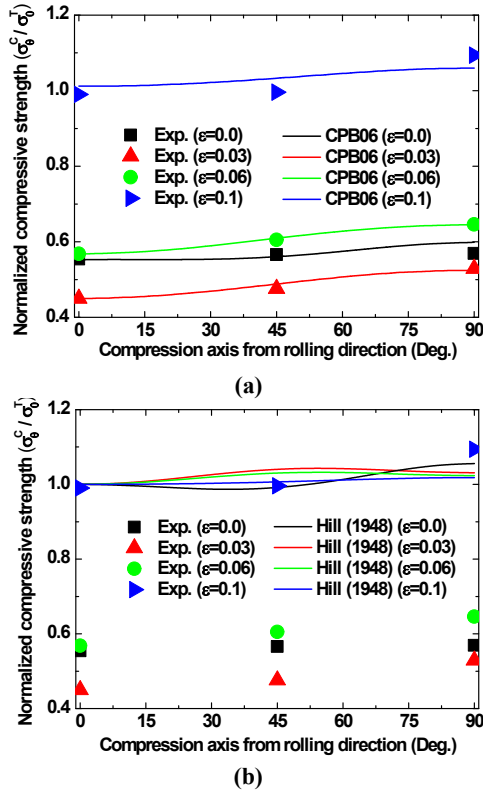 Normalized compressive strength (σθᶜ / σ₀ᵀ)
1.2
1.0
0.8
0.6
0.4
Exp. (ε=0.0) CPB06 (ε=0.0)
Exp. (ε=0.03) CPB06 (ε=0.03)
Exp. (ε=0.06) CPB06 (ε=0.06)
Exp. (ε=0.1) CPB06 (ε=0.1)
0 15 30 45 60 75 90
Compression axis from rolling direction (Deg.)
(a)
Normalized compressive strength (σθᶜ / σ₀ᵀ)
1.2
1.0
0.8
0.6
0.4
Exp. (ε=0.0) Hill (1948) (ε=0.0)
Exp. (ε=0.03) Hill (1948) (ε=0.03)
Exp. (ε=0.06) Hill (1948) (ε=0.06)
Exp. (ε=0.1) Hill (1948) (ε=0.1)
0 15 30 45 60 75 90
Compression axis from rolling direction (Deg.)
(b)